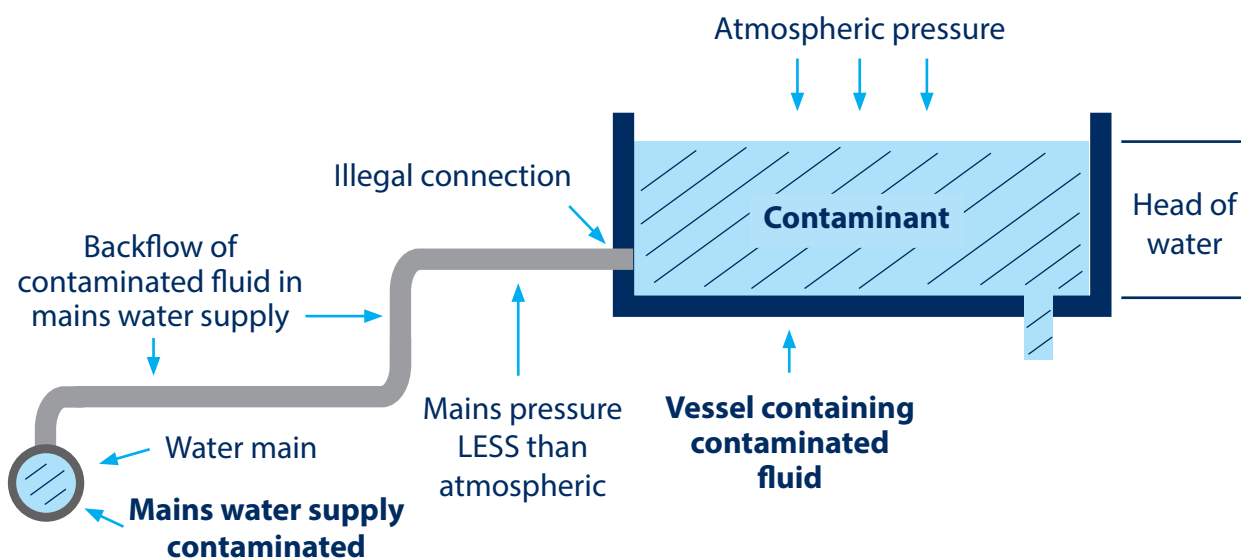 Atmospheric pressure
Illegal connection
Contaminant
Head of
water
Backflow of
contaminated fluid in
mains water supply
Mains pressure
LESS than
atmospheric
Vessel containing
contaminated
fluid
Water main
Mains water supply
contaminated